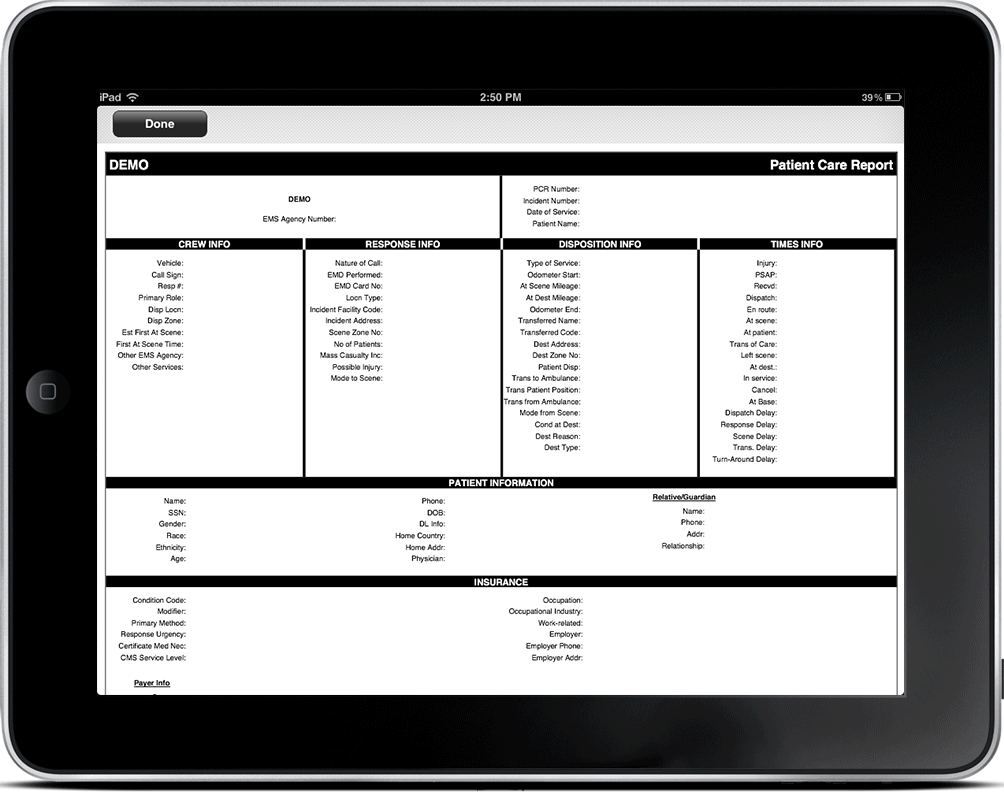 iPad 2:50 PM 39%
Done
DEMO Patient Care Report
DEMO
EMS Agency Number:
PCR Number:
Incident Number:
Date of Service:
Patient Name:
CREW INFO
Vehicle:
Call Sign:
Resp #:
Primary Role:
Disp Locn:
Disp Zone:
Est First At Scene:
First At Scene Time:
Other EMS Agency:
Other Services:
RESPONSE INFO
Nature of Call:
EMD Performed:
EMD Card No:
Locn Type:
Incident Facility Code:
Incident Address:
Scene Zone No:
No of Patients:
Mass Casualty Inc:
Possible Injury:
Mode to Scene:
DISPOSITION INFO
Type of Service:
Odometer Start:
At Scene Mileage:
At Dest Mileage:
Odometer End:
Transferred Name:
Transferred Code:
Dest Address:
Dest Zone No:
Patient Disp:
Trans to Ambulance:
Trans Patient Position:
Trans from Ambulance:
Mode from Scene:
Cond at Dest:
Dest Reason:
Dest Type:
TIMES INFO
Injury:
PSAP:
Recvd:
Dispatch:
En route:
At scene:
At patient:
Trans of Care:
Left scene:
At dest.:
In service:
Cancel:
At Base:
Dispatch Delay:
Response Delay:
Scene Delay:
Trans. Delay:
Turn-Around Delay:
PATIENT INFORMATION
Name:
SSN:
Gender:
Race:
Ethnicity:
Age:
Phone:
DOB:
DL Info:
Home Country:
Home Addr:
Physician:
Relative/Guardian
Name:
Phone:
Addr:
Relationship:
INSURANCE
Condition Code:
Modifier:
Primary Method:
Response Urgency:
Certificate Med Nec:
CMS Service Level:
Occupation:
Occupational Industry:
Work-related:
Employer:
Employer Phone:
Employer Addr:
Payer Info